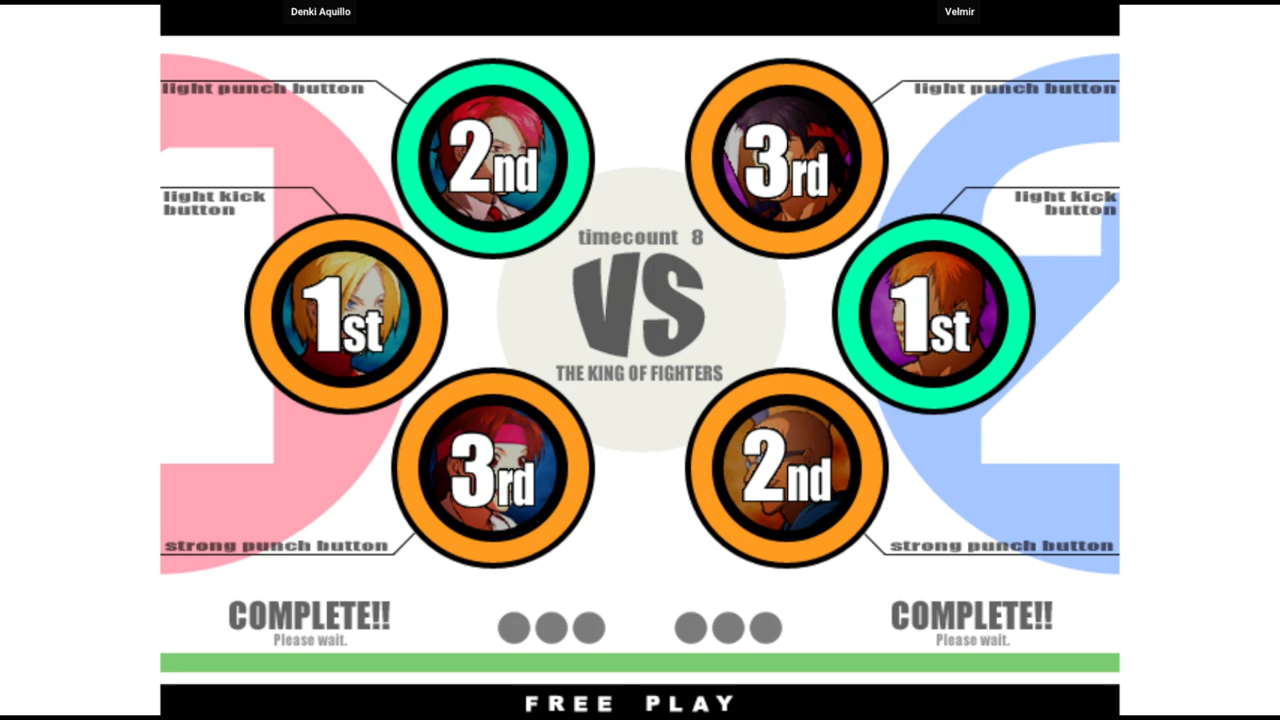 Denki Aquillo
Velmir
light punch button
light punch button
2nd
3rd
light kick
button
light kick
button
timecount 8
1st
VS
1st
THE KING OF FIGHTERS
3rd
2nd
strong punch button
strong punch button
COMPLETE!!
Please wait.
COMPLETE!!
Please wait.
FREE PLAY
1
2